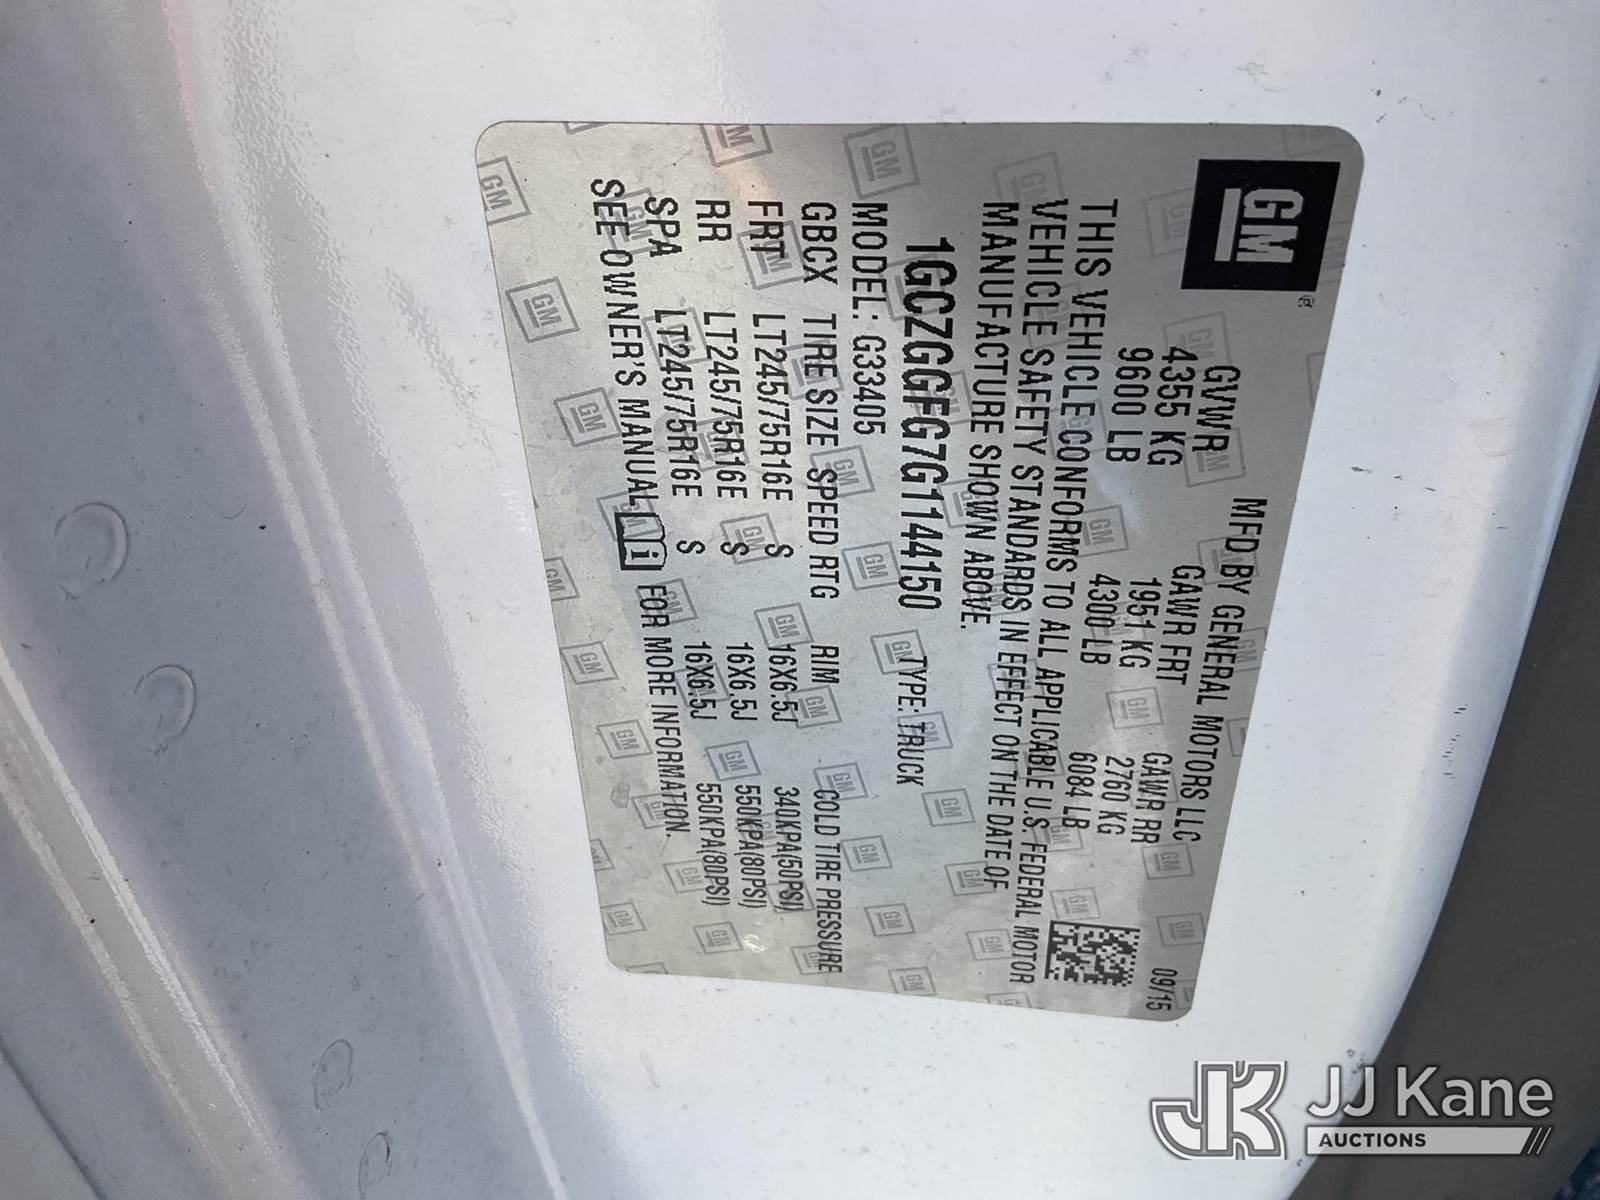 GM
MFD BY GENERAL MOTORS LLC 09/15
GVWR GAWR FRT GAWR RR
4355 KG 1951 KG 2760 KG
9600 LB 4300 LB 6084 LB
THIS VEHICLE CONFORMS TO ALL APPLICABLE U.S. FEDERAL MOTOR
VEHICLE SAFETY STANDARDS IN EFFECT ON THE DATE OF
MANUFACTURE SHOWN ABOVE.
1GCZGGFG7G1144150 TYPE: TRUCK
MODEL: G33405
GBCX TIRE SIZE SPEED RTG RIM COLD TIRE PRESSURE
FRT LT245/75R16E S 16X6.5J 340KPA(50PSI)
RR LT245/75R16E S 16X6.5J 550KPA(80PSI)
SPA LT245/75R16E S 16X6.5J 550KPA(80PSI)
SEE OWNER'S MANUAL i FOR MORE INFORMATION.
JK JJ Kane
AUCTIONS